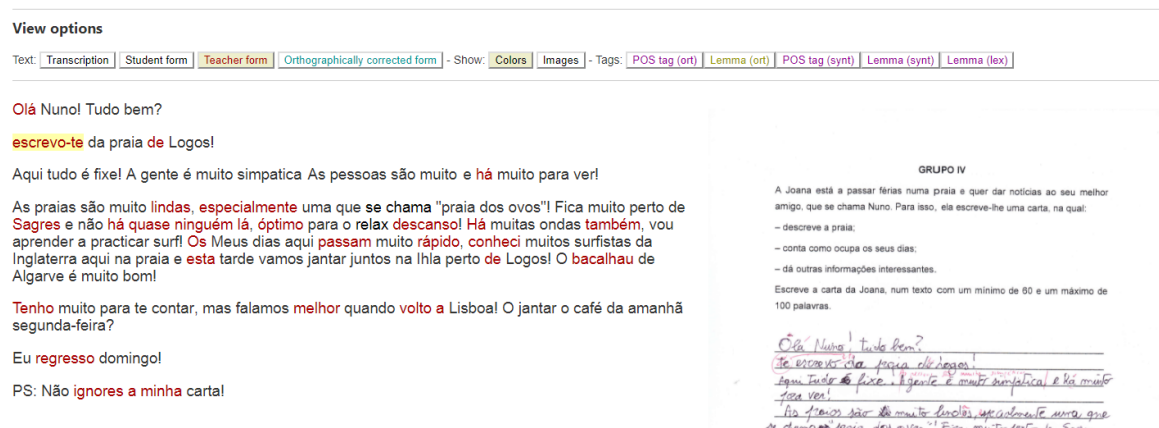 View options
Text: Transcription Student form Teacher form Orthographically corrected form - Show: Colors Images - Tags: POS tag (ort) Lemma (ort) POS tag (synt) Lemma (synt) Lemma (lex)
Olá Nuno! Tudo bem?
escrevo-te da praia de Logos!
Aqui tudo é fixe! A gente é muito simpatica As pessoas são muito e há muito para ver!
As praias são muito lindas, especialmente uma que se chama "praia dos ovos"! Fica muito perto de
Sagres e não há quase ninguém lá, óptimo para o relax descanso! Há muitas ondas também, vou
aprender a practicar surf! Os Meus dias aqui passam muito rápido, conheci muitos surfistas da
Inglaterra aqui na praia e esta tarde vamos jantar juntos na Ihla perto de Logos! O bacalhau de
Algarve é muito bom!
Tenho muito para te contar, mas falamos melhor quando volto a Lisboa! O jantar o café da amanhã
segunda-feira?
Eu regresso domingo!
PS: Não ignores a minha carta!
GRUPO IV
A Joana está a passar férias numa praia e quer dar notícias ao seu melhor
amigo, que se chama Nuno. Para isso, ela escreve-lhe uma carta, na qual:
– descreve a praia;
– conta como ocupa os seus dias;
– dá outras informações interessantes.
Escreve a carta da Joana, num texto com um mínimo de 60 e um máximo de
100 palavras.
Olá Nuno! tudo bem?
te escrevo da praia de Logos!
Aqui tudo é fixe. A gente é muito simpatica e há muito
para ver!
As praias são muito lindas, especialmente uma que